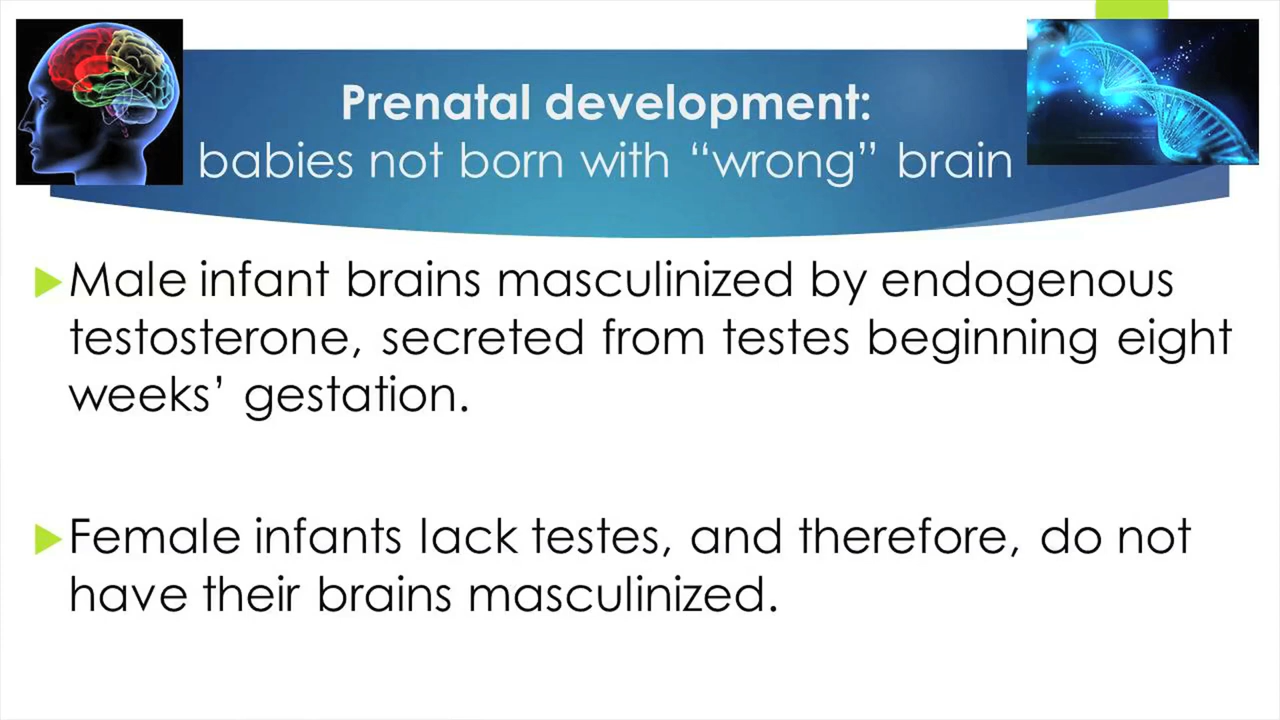 Prenatal development:
babies not born with “wrong” brain
Male infant brains masculinized by endogenous
testosterone, secreted from testes beginning eight
weeks’ gestation.
Female infants lack testes, and therefore, do not
have their brains masculinized.